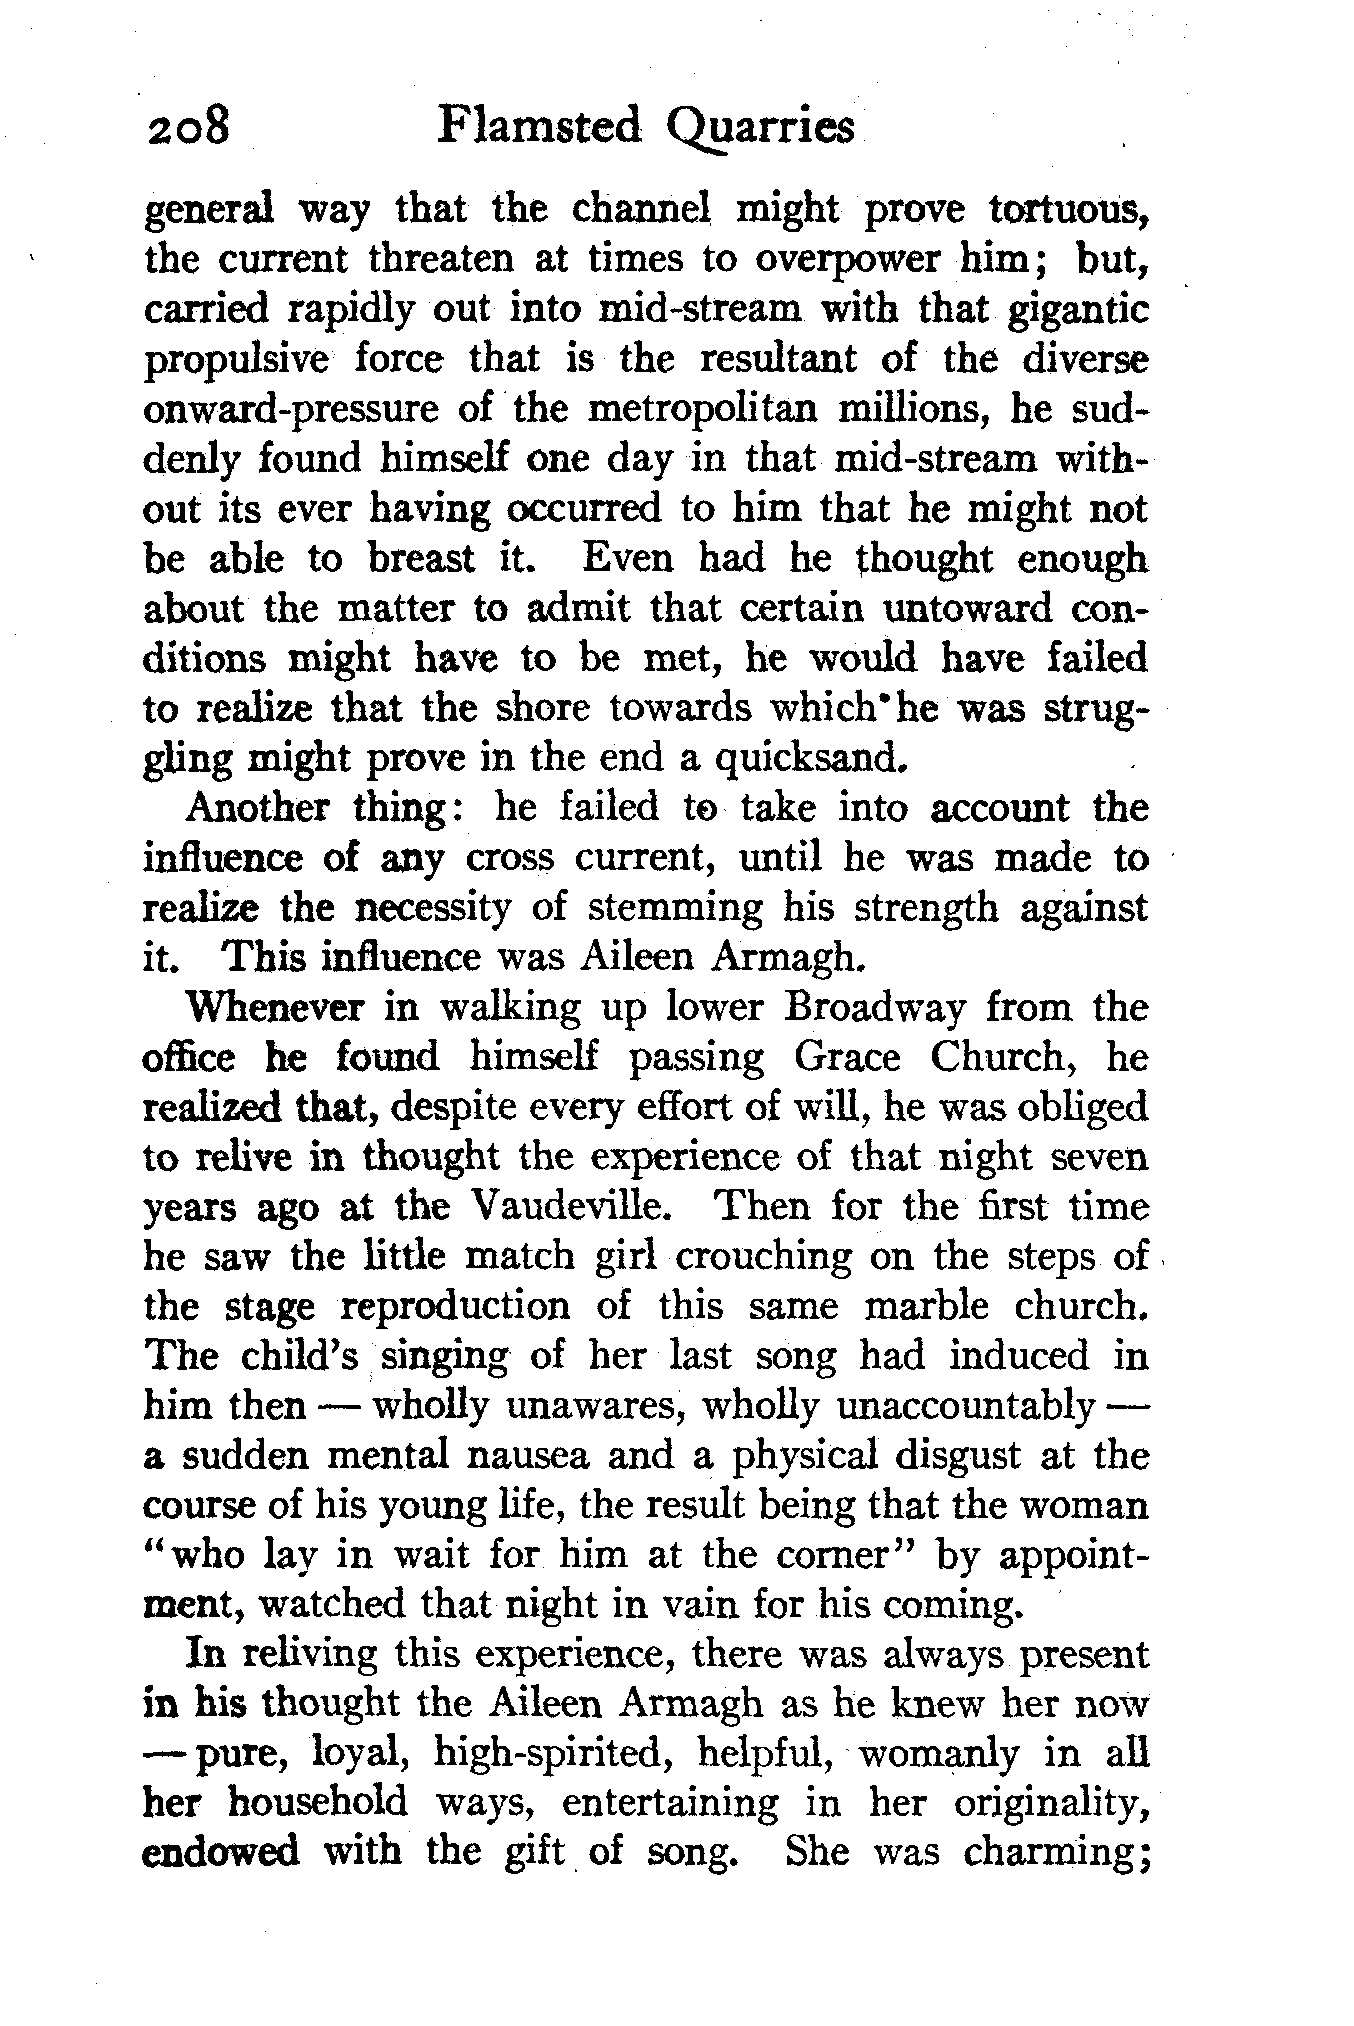 208 Flamsted Quarries
general way that the channel might prove tortuous,
the current threaten at times to overpower him; but,
carried rapidly out into mid-stream with that gigantic
propulsive force that is the resultant of the diverse
onward-pressure of the metropolitan millions, he sud-
denly found himself one day in that mid-stream with-
out its ever having occurred to him that he might not
be able to breast it. Even had he thought enough
about the matter to admit that certain untoward con-
ditions might have to be met, he would have failed
to realize that the shore towards which he was strug-
gling might prove in the end a quicksand.
Another thing: he failed to take into account the
influence of any cross current, until he was made to
realize the necessity of stemming his strength against
it. This influence was Aileen Armagh.
Whenever in walking up lower Broadway from the
office he found himself passing Grace Church, he
realized that, despite every effort of will, he was obliged
to relive in thought the experience of that night seven
years ago at the Vaudeville. Then for the first time
he saw the little match girl crouching on the steps of
the stage reproduction of this same marble church.
The child's singing of her last song had induced in
him then — wholly unawares, wholly unaccountably —
a sudden mental nausea and a physical disgust at the
course of his young life, the result being that the woman
"who lay in wait for him at the corner" by appoint-
ment, watched that night in vain for his coming.
In reliving this experience, there was always present
in his thought the Aileen Armagh as he knew her now
— pure, loyal, high-spirited, helpful, womanly in all
her household ways, entertaining in her originality,
endowed with the gift of song. She was charming;